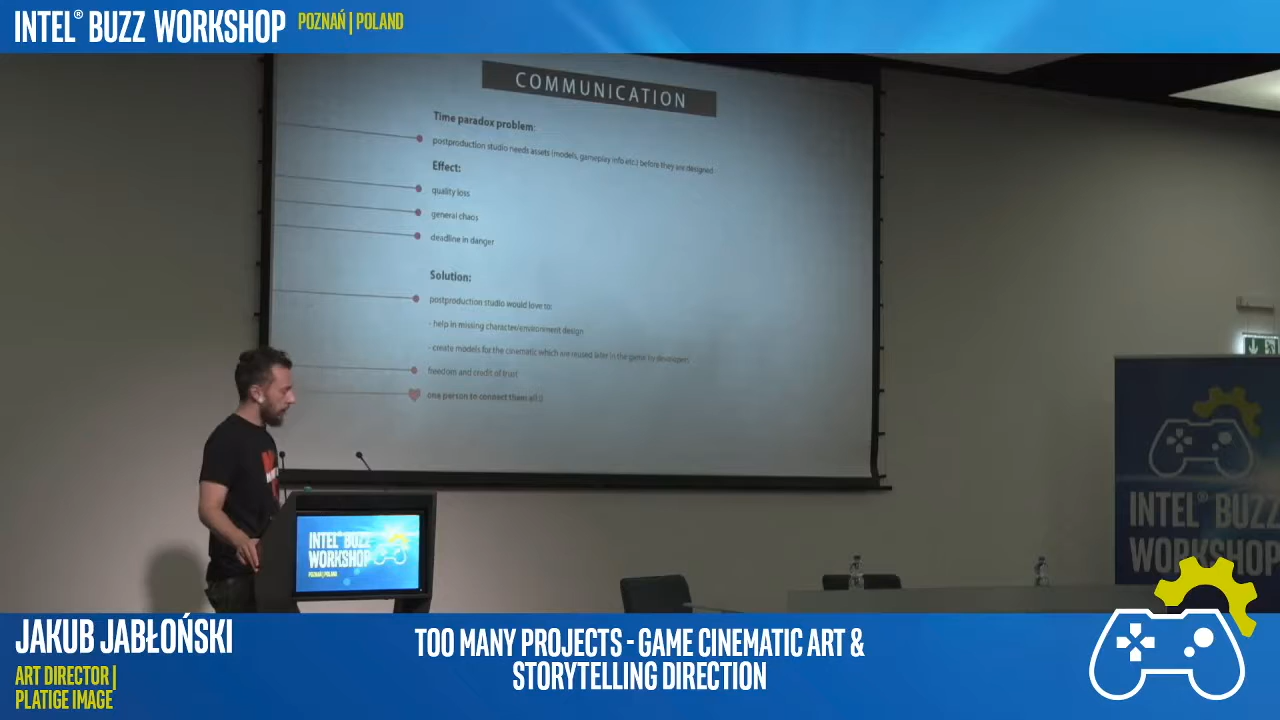 INTEL® BUZZ WORKSHOP POZNAŃ | POLAND
COMMUNICATION
Time paradox problem:
postproduction studio needs assets (models, gameplay info etc.) before they are designed
Effect:
quality loss
general chaos
deadline in danger
Solution:
postproduction studio would love to:
- help in missing character/environment design
- create models for the cinematic which are reused later in the game by developer;
freedom and credit of trust
one person to connect them all :)
INTEL® BUZZ
WORKSHOP
POZNAŃ | POLAND
INTEL® BUZZ
WORKSHOP
JAKUB JABŁOŃSKI
ART DIRECTOR |
PLATIGE IMAGE
TOO MANY PROJECTS - GAME CINEMATIC ART &
STORYTELLING DIRECTION